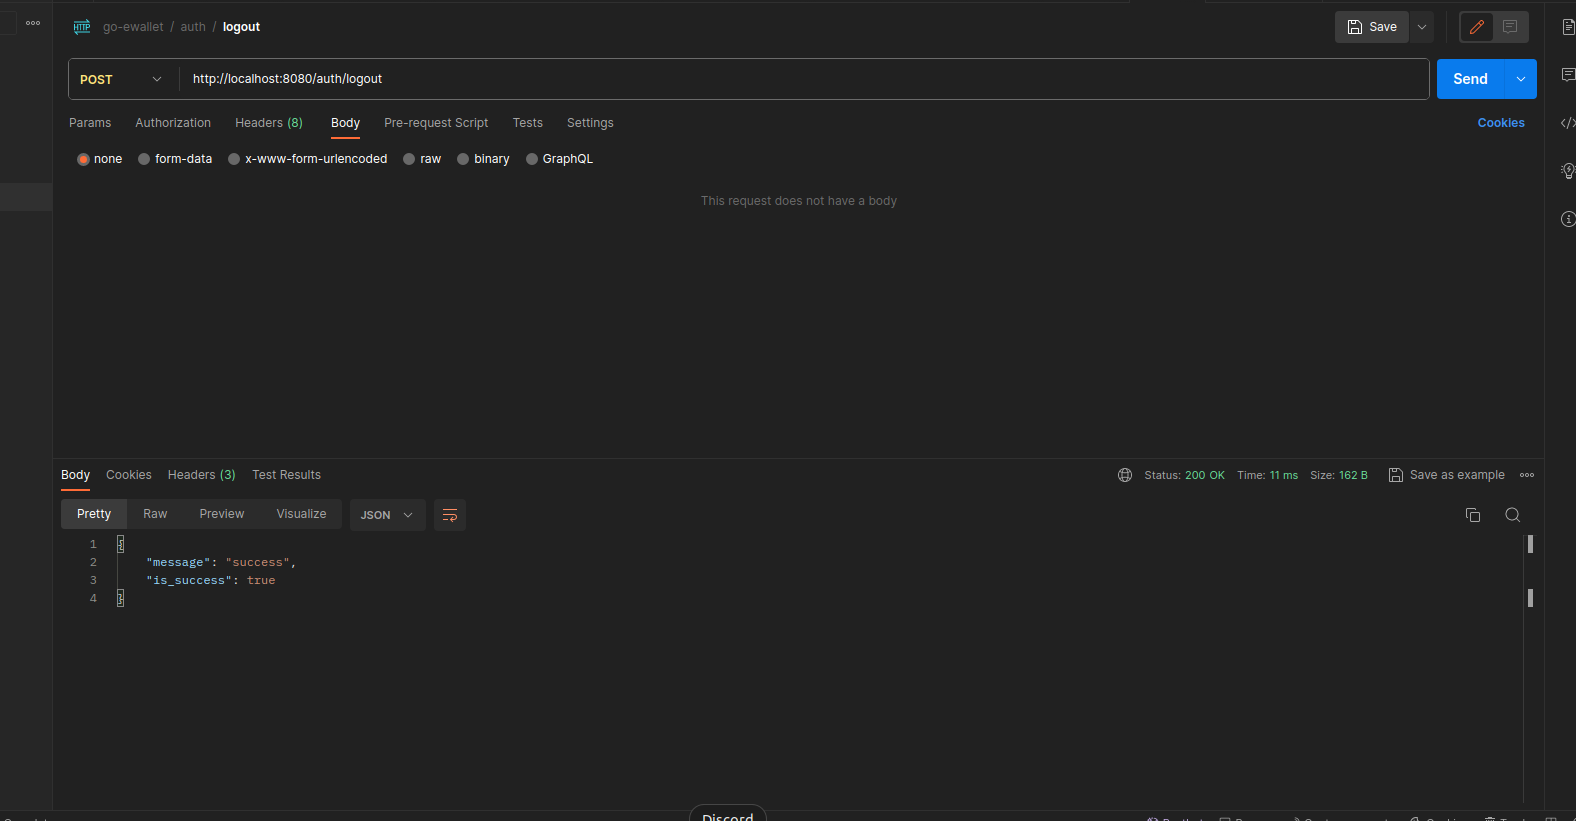 go-ewallet / auth / logout
Save
POST http://localhost:8080/auth/logout
Send
Params Authorization Headers (8) Body Pre-request Script Tests Settings Cookies
none form-data x-www-form-urlencoded raw binary GraphQL
This request does not have a body
Body Cookies Headers (3) Test Results Status: 200 OK Time: 11 ms Size: 162 B Save as example
Pretty Raw Preview Visualize JSON
1 {
2 "message": "success",
3 "is_success": true
4 }
Discord